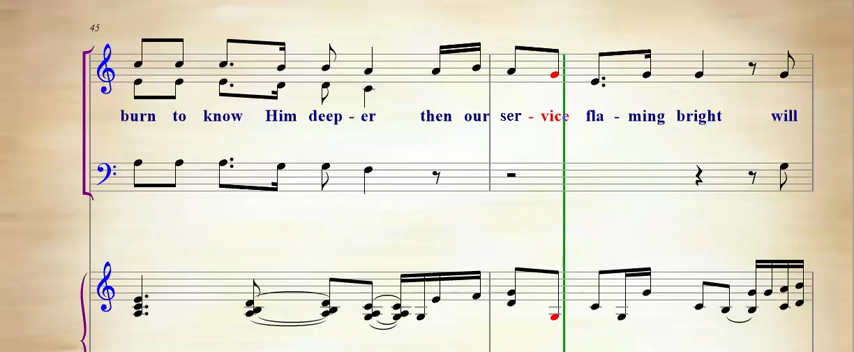 45
burn to know Him deep - er then our ser - vice fla - ming bright will